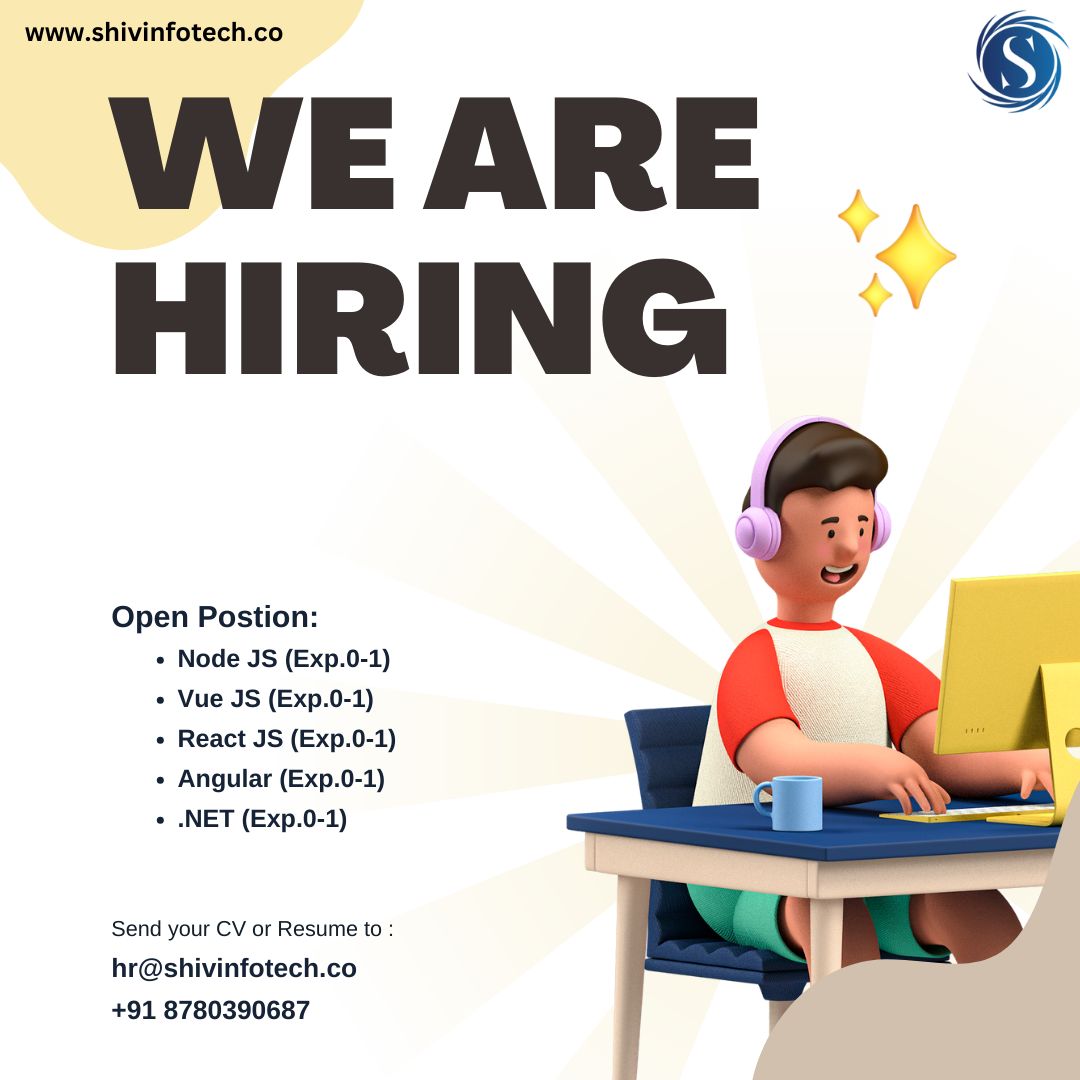 www.shivinfotech.co
S
WE ARE
HIRING
Open Postion:
• Node JS (Exp.0-1)
• Vue JS (Exp.0-1)
• React JS (Exp.0-1)
• Angular (Exp.0-1)
• .NET (Exp.0-1)
Send your CV or Resume to :
hr@shivinfotech.co
+91 8780390687